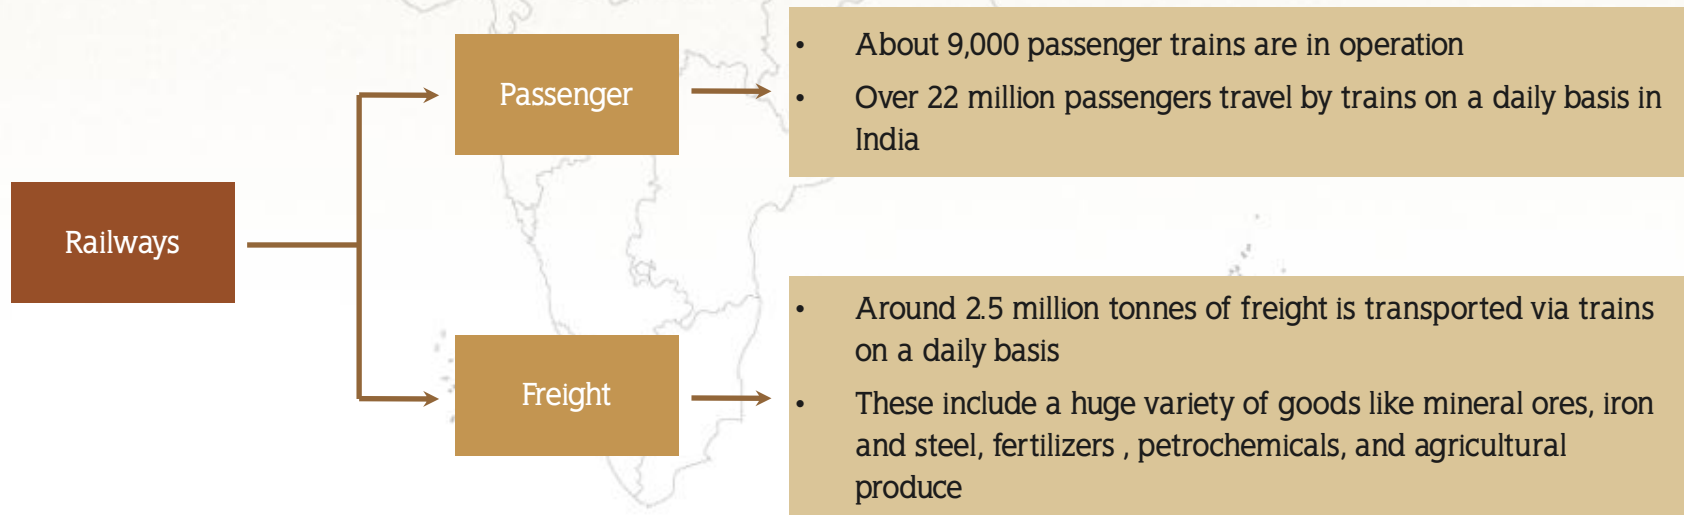 Railways
Passenger
• About 9,000 passenger trains are in operation
• Over 22 million passengers travel by trains on a daily basis in
India
Freight
• Around 2.5 million tonnes of freight is transported via trains
on a daily basis
• These include a huge variety of goods like mineral ores, iron
and steel, fertilizers , petrochemicals, and agricultural
produce